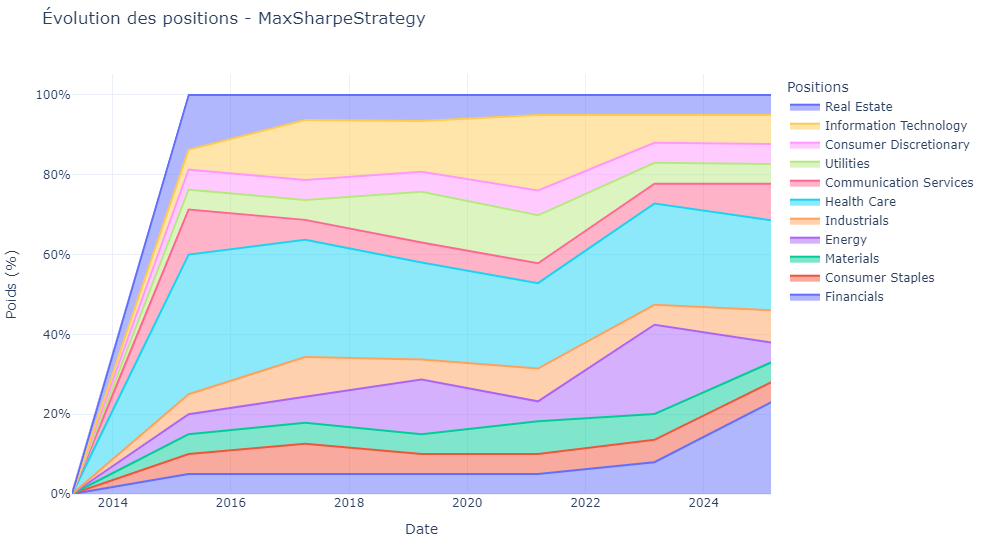 Évolution des positions - MaxSharpeStrategy
Poids (%)
100%
80%
60%
40%
20%
0%
2014
2016
2018
2020
2022
2024
Date
Positions
Real Estate
Information Technology
Consumer Discretionary
Utilities
Communication Services
Health Care
Industrials
Energy
Materials
Consumer Staples
Financials